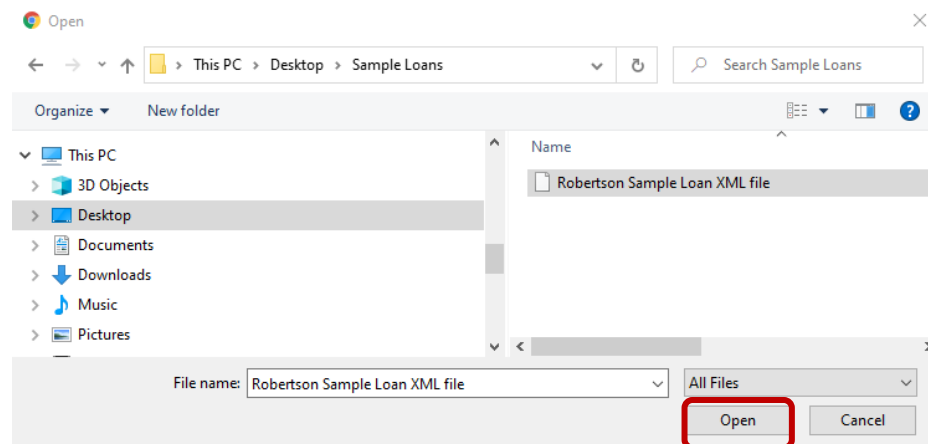 Open
This PC > Desktop > Sample Loans
Search Sample Loans
Organize
New folder
?
This PC
3D Objects
Desktop
Documents
Downloads
Music
Pictures
Name
Robertson Sample Loan XML file
File name: Robertson Sample Loan XML file
All Files
Open
Cancel